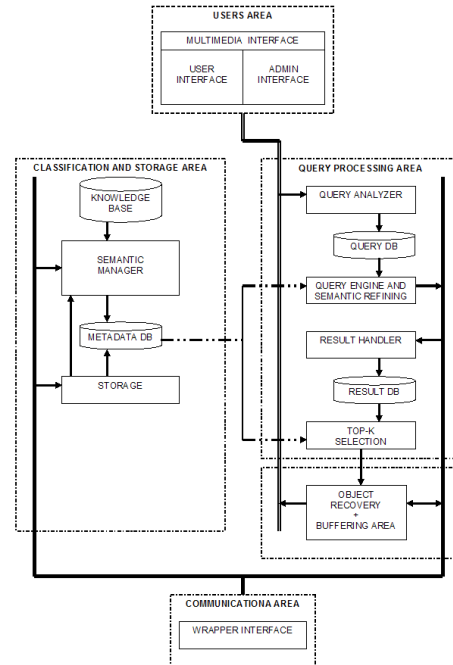 USERS AREA
MULTIMEDIA INTERFACE
USER
INTERFACE
ADMIN
INTERFACE
CLASSIFICATION AND STORAGE AREA
KNOWLEDGE
BASE
SEMANTIC
MANAGER
METADATA DB
STORAGE
QUERY PROCESSING AREA
QUERY ANALYZER
QUERY DB
QUERY ENGINE AND
SEMANTIC REFINING
RESULT HANDLER
RESULT DB
TOP-K
SELECTION
OBJECT
RECOVERY
+
BUFFERING AREA
COMMUNICATIONA AREA
WRAPPER INTERFACE